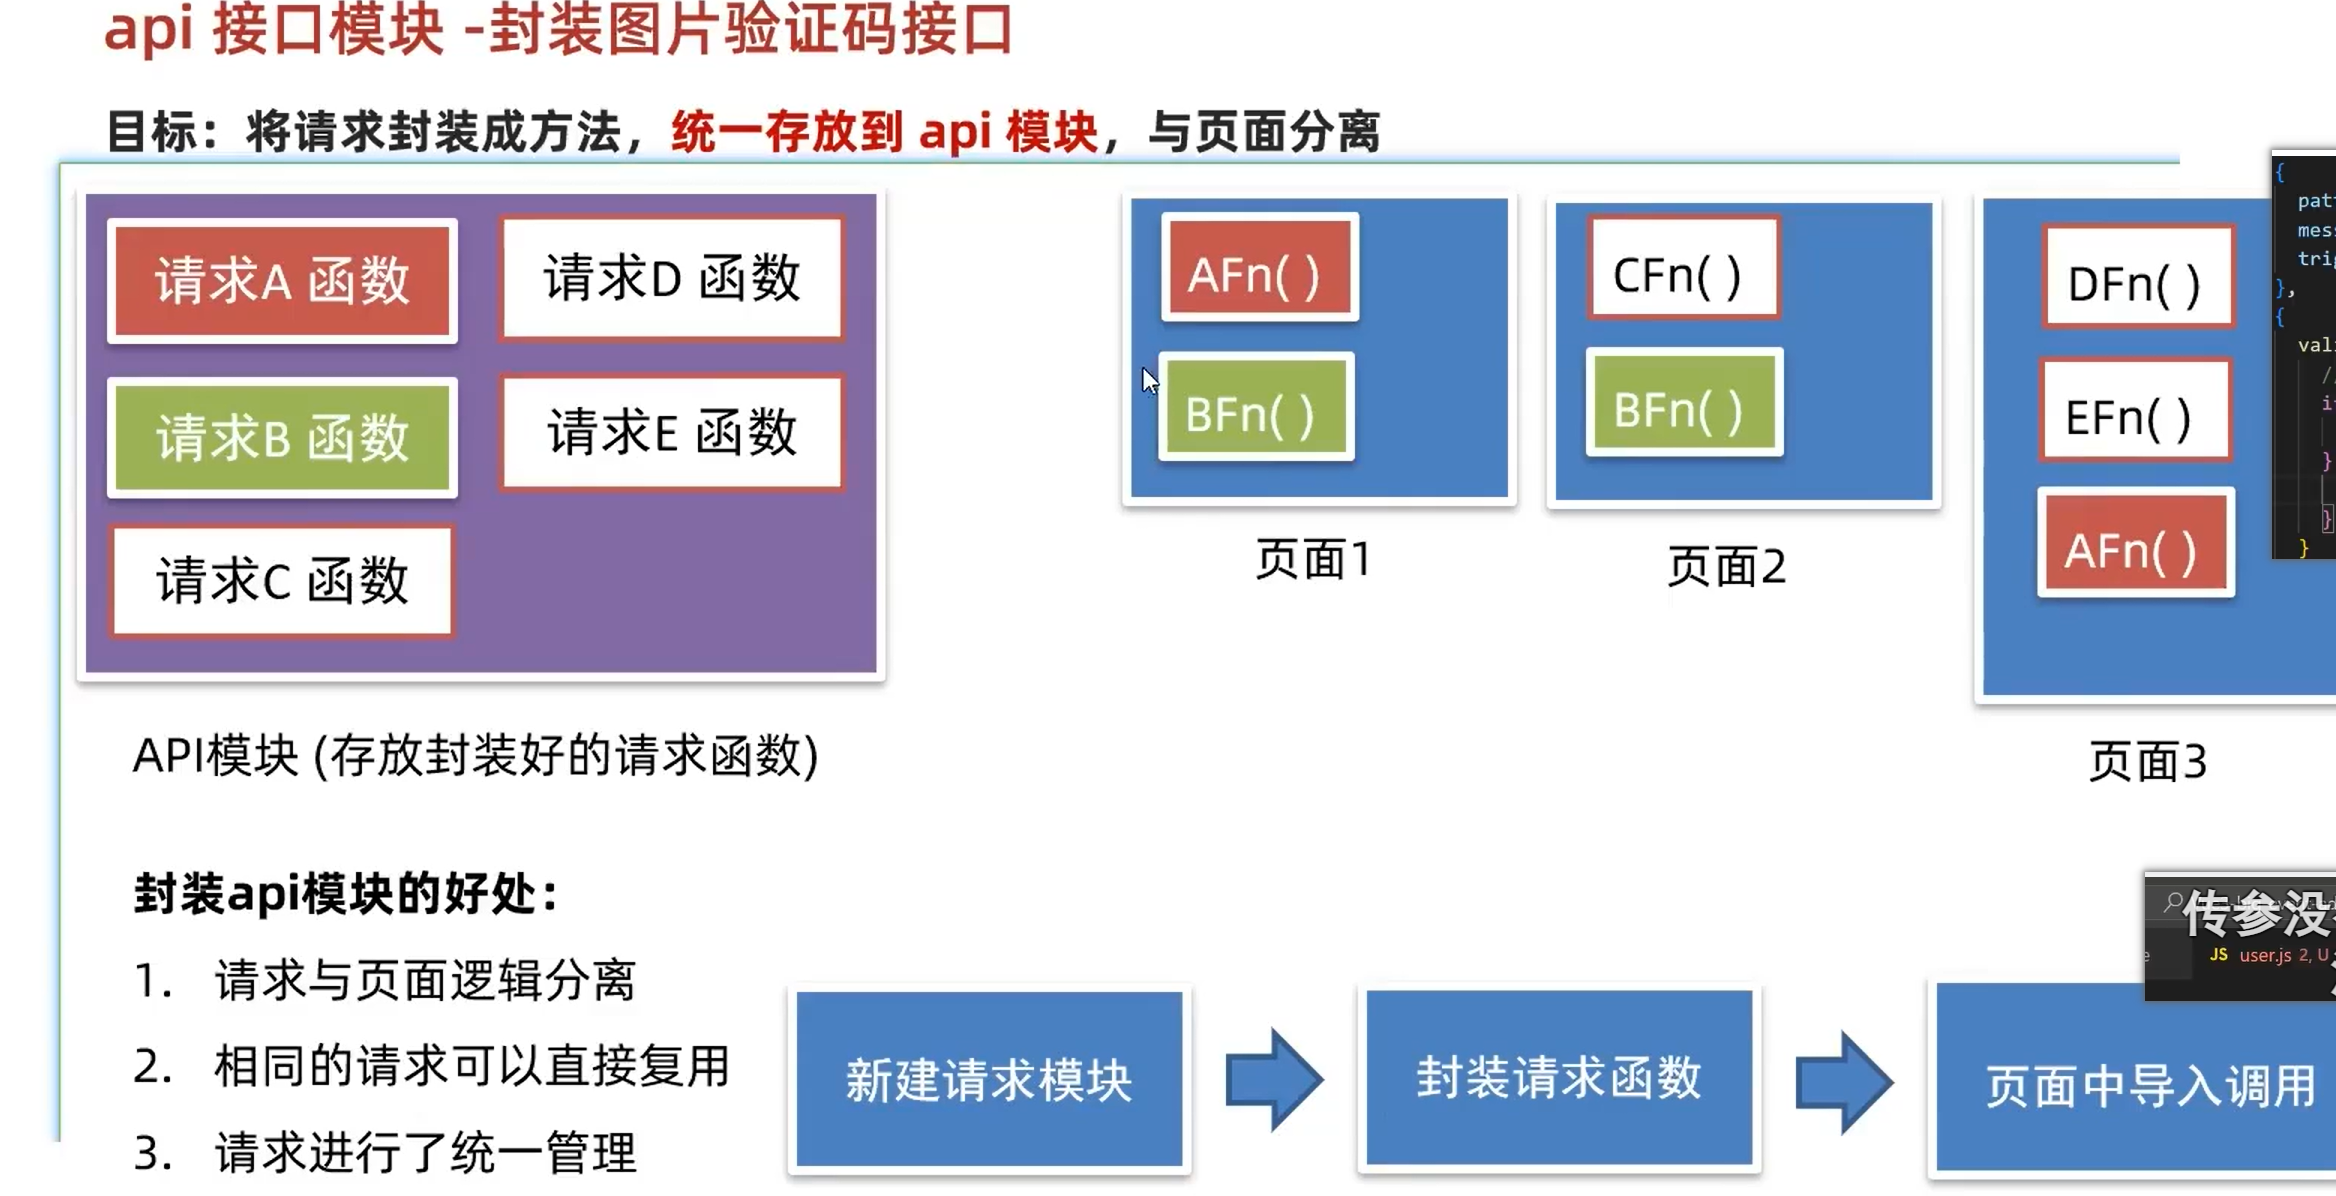 api 接口模块 -封装图片验证码接口
目标：将请求封装成方法，统一存放到 api 模块，与页面分离
请求A 函数
请求D 函数
请求B 函数
请求E 函数
请求C 函数
API模块 (存放封装好的请求函数)
AFn( )
BFn( )
页面1
CFn( )
BFn( )
页面2
DFn( )
EFn( )
AFn( )
页面3
{
},
{
}
}
}
封装api模块的好处：
1. 请求与页面逻辑分离
2. 相同的请求可以直接复用
3. 请求进行了统一管理
新建请求模块
封装请求函数
页面中导入调用
传参没
JS user.js 2, U